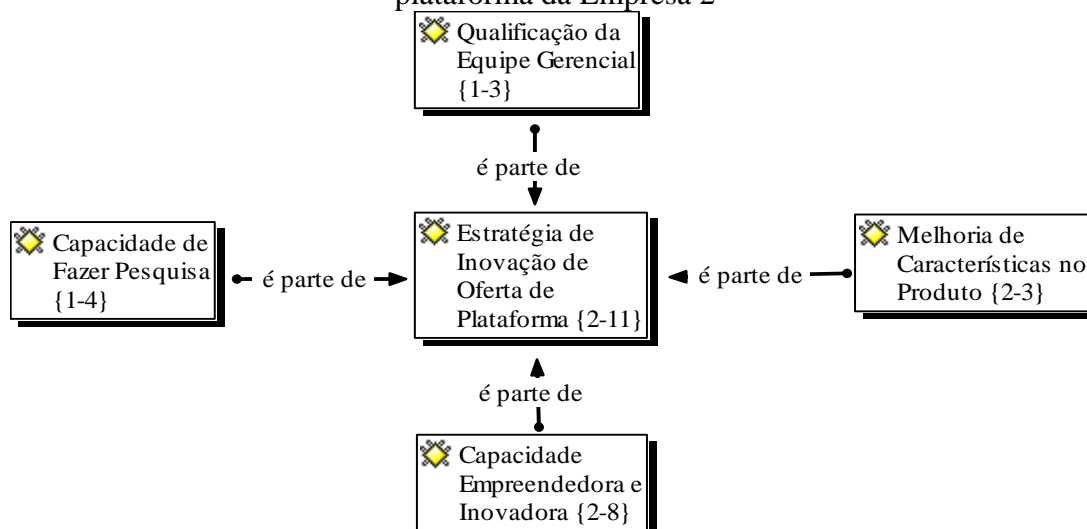 plataforma da Empresa 2
Qualificação da
Equipe Gerencial
{1-3}
é parte de
Capacidade de
Fazer Pesquisa
{1-4}
é parte de
Estratégia de
Inovação de
Oferta de
Plataforma {2-11}
é parte de
Melhoria de
Características no
Produto {2-3}
é parte de
Capacidade
Empreendedora e
Inovadora {2-8}